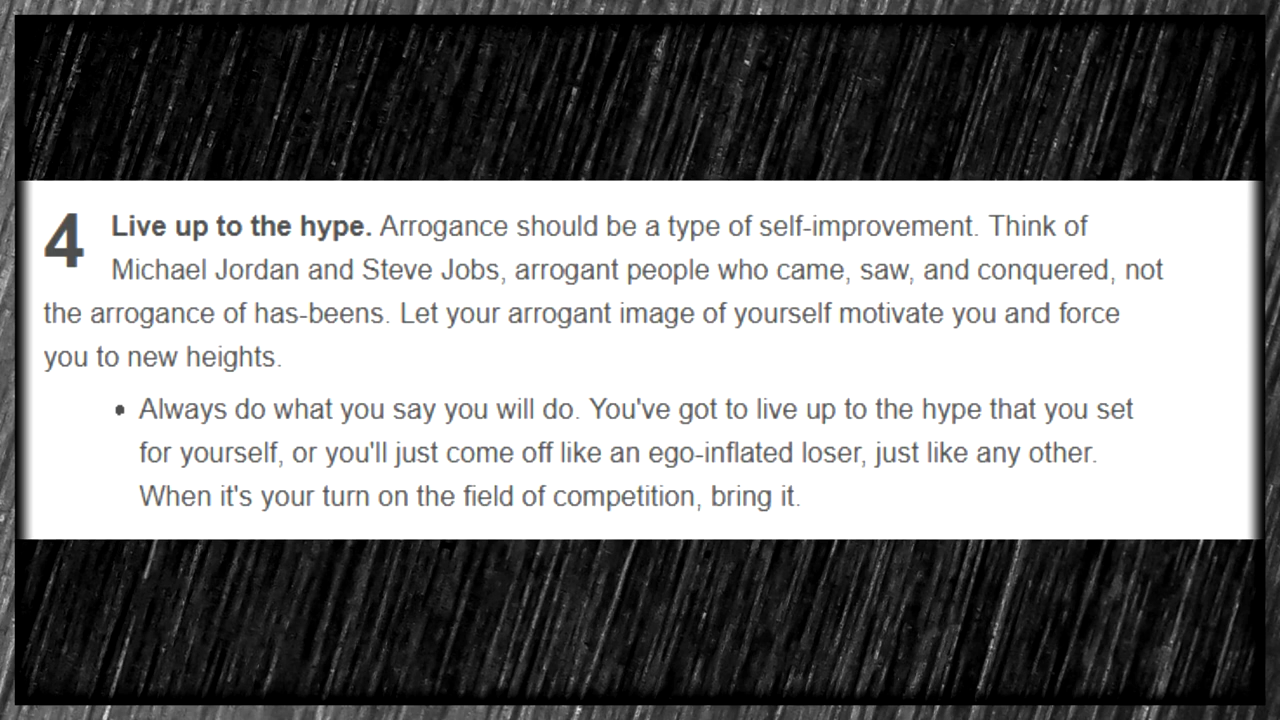 4 Live up to the hype. Arrogance should be a type of self-improvement. Think of
Michael Jordan and Steve Jobs, arrogant people who came, saw, and conquered, not
the arrogance of has-beens. Let your arrogant image of yourself motivate you and force
you to new heights.
• Always do what you say you will do. You've got to live up to the hype that you set
for yourself, or you'll just come off like an ego-inflated loser, just like any other.
When it's your turn on the field of competition, bring it.